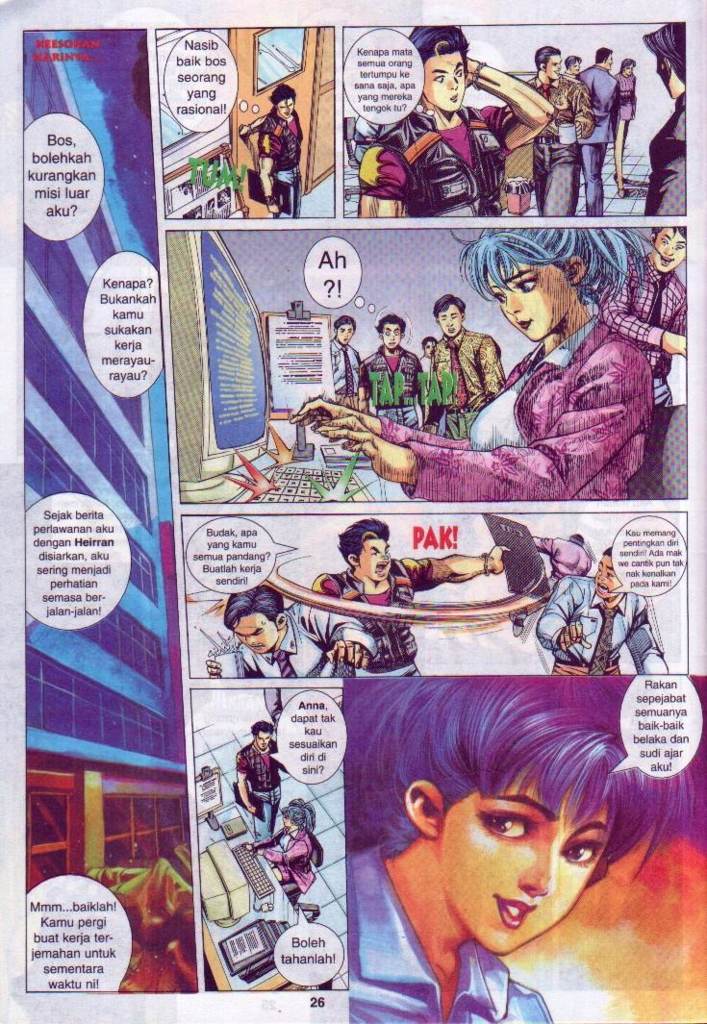 KEESOKAN
HARINYA...
Bos,
bolehkah
kurangkan
misi luar
aku?
Kenapa?
Bukankah
kamu
sukakan
kerja
merayau-
rayau?
Sejak berita
perlawanan aku
dengan Heirran
disiarkan, aku
sering menjadi
perhatian
semasa ber-
jalan-jalan!
Mmm...baiklah!
Kamu pergi
buat kerja ter-
jemahan untuk
sementara
waktu ni!
Nasib
baik bos
seorang
yang
rasional!
TUM!
Kenapa mata
semua orang
tertumpu ke
sana saja, apa
yang mereka
tengok tu?
Ah
?!
TAP... TAP!
Budak, apa
yang kamu
pandang?
Buatlah kerja
sendiri!
PAK!
Kau memang
pentingkan diri
sendiri! Ada mak
we cantik pun tak
nak kenalkan
pada kami!
Anna,
dapat tak
kau
sesuaikan
diri di
sini?
Boleh
tahanlah!
Rakan
sepejabat
semuanya
baik-baik
belaka dan
sudi ajar
aku!
26